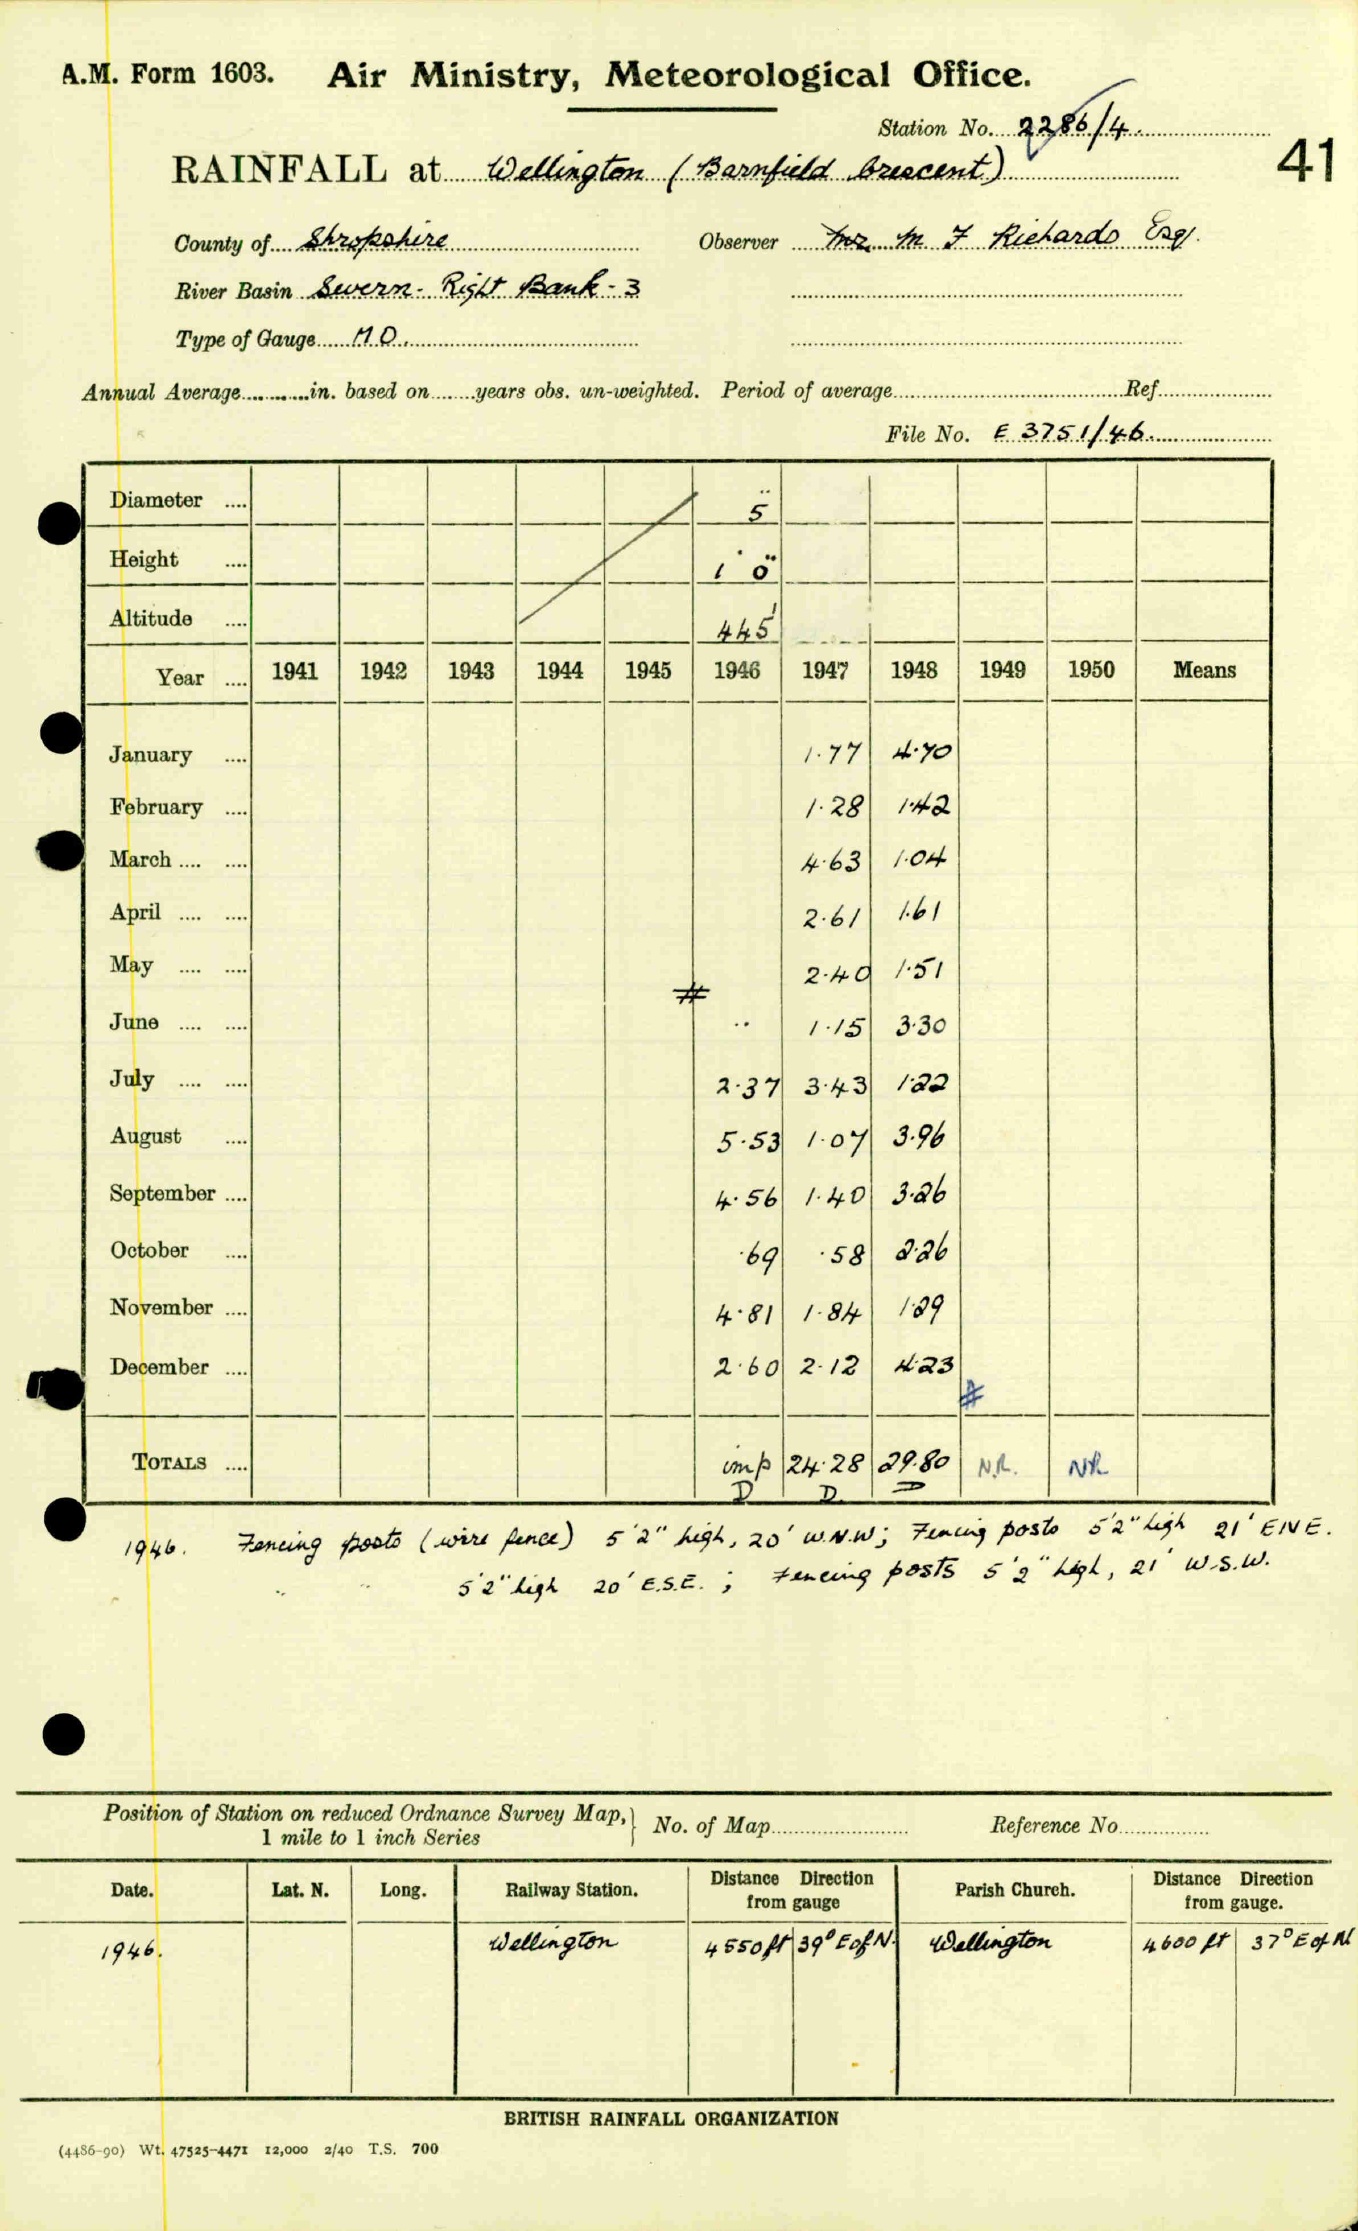 A.M. Form 1603. Air Ministry, Meteorological Office.
Station No. 2286/4.
41
RAINFALL at Wellington (Barnfield Crescent)
County of Shropshire Observer Mr M F Richards Esq.
River Basin Severn - Right Bank - 3
Type of Gauge MO.
Annual Average in. based on years obs. un-weighted. Period of average Ref
File No. E 3751/46.
Diameter 5"
Height 1' 0"
Altitude 445'
Year 1941 1942 1943 1944 1945 1946 1947 1948 1949 1950 Means
January 1.77 4.70
February 1.28 1.42
March 4.63 1.04
April 2.61 1.61
May 2.40 1.51
June .. 1.15 3.30
July 2.37 3.43 1.22
August 5.53 1.07 3.96
September 4.56 1.40 3.26
October .69 .58 2.26
November 4.81 1.84 1.29
December 2.60 2.12 4.23
TOTALS imp 24.28 29.80 N.R. NR
D D D
1946. Fencing posts (wire fence) 5'2" high, 20' W.N.W; Fencing posts 5'2" high 21' ENE.
" " 5'2" high 20' E.S.E. ; Fencing posts 5'2" high, 21' W.S.W.
Position of Station on reduced Ordnance Survey Map, 1 mile to 1 inch Series } No. of Map Reference No
Date. Lat. N. Long. Railway Station. Distance Direction from gauge Parish Church. Distance Direction from gauge.
1946. Wellington 4550 ft 39° E of N. Wellington 4600 ft 37° E of N
BRITISH RAINFALL ORGANIZATION
(4486-90) Wt. 47525-4471 12,000 2/40 T.S. 700